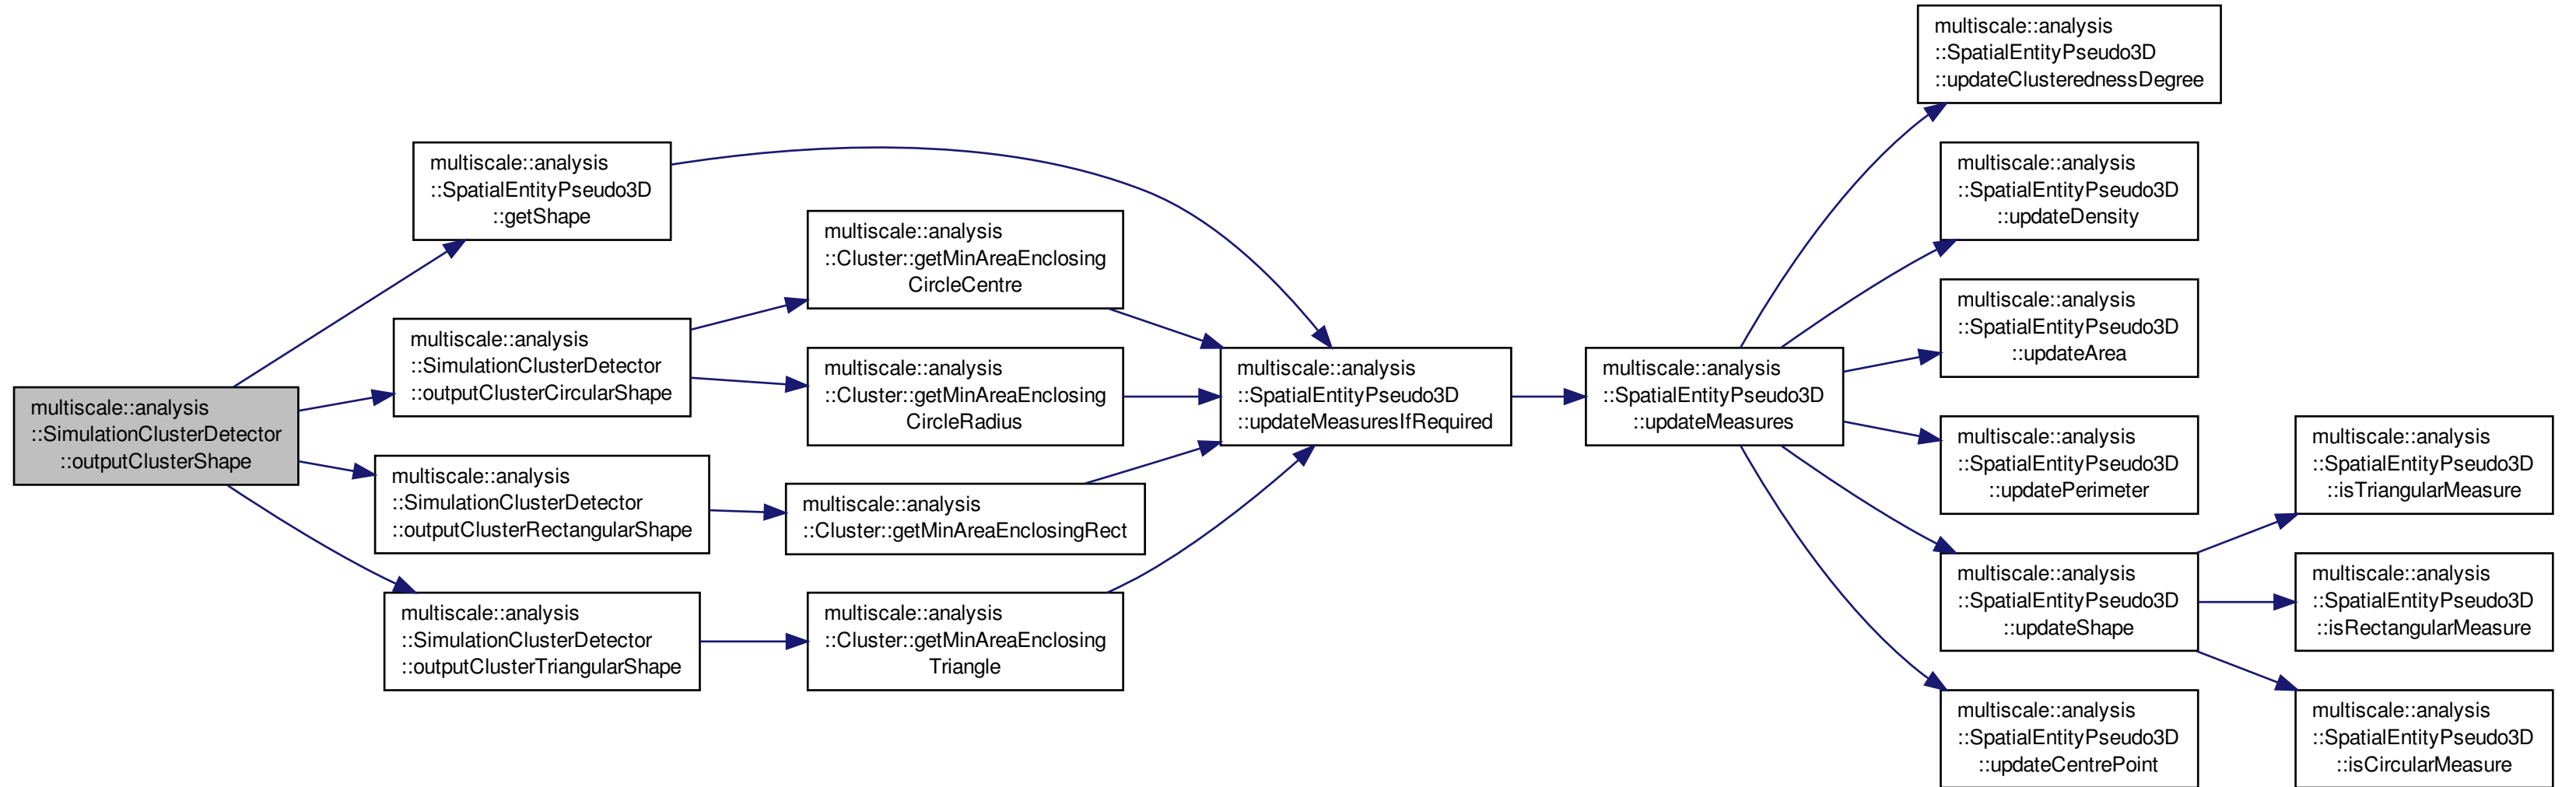 multiscale::analysis
::SimulationClusterDetector
::outputClusterShape
multiscale::analysis
::SpatialEntityPseudo3D
::getShape
multiscale::analysis
::SimulationClusterDetector
::outputClusterCircularShape
multiscale::analysis
::SimulationClusterDetector
::outputClusterRectangularShape
multiscale::analysis
::SimulationClusterDetector
::outputClusterTriangularShape
multiscale::analysis
::Cluster::getMinAreaEnclosing
CircleCentre
multiscale::analysis
::Cluster::getMinAreaEnclosing
CircleRadius
multiscale::analysis
::Cluster::getMinAreaEnclosingRect
multiscale::analysis
::Cluster::getMinAreaEnclosing
Triangle
multiscale::analysis
::SpatialEntityPseudo3D
::updateMeasuresIfRequired
multiscale::analysis
::SpatialEntityPseudo3D
::updateMeasures
multiscale::analysis
::SpatialEntityPseudo3D
::updateClusterednessDegree
multiscale::analysis
::SpatialEntityPseudo3D
::updateDensity
multiscale::analysis
::SpatialEntityPseudo3D
::updateArea
multiscale::analysis
::SpatialEntityPseudo3D
::updatePerimeter
multiscale::analysis
::SpatialEntityPseudo3D
::updateShape
multiscale::analysis
::SpatialEntityPseudo3D
::updateCentrePoint
multiscale::analysis
::SpatialEntityPseudo3D
::isTriangularMeasure
multiscale::analysis
::SpatialEntityPseudo3D
::isRectangularMeasure
multiscale::analysis
::SpatialEntityPseudo3D
::isCircularMeasure